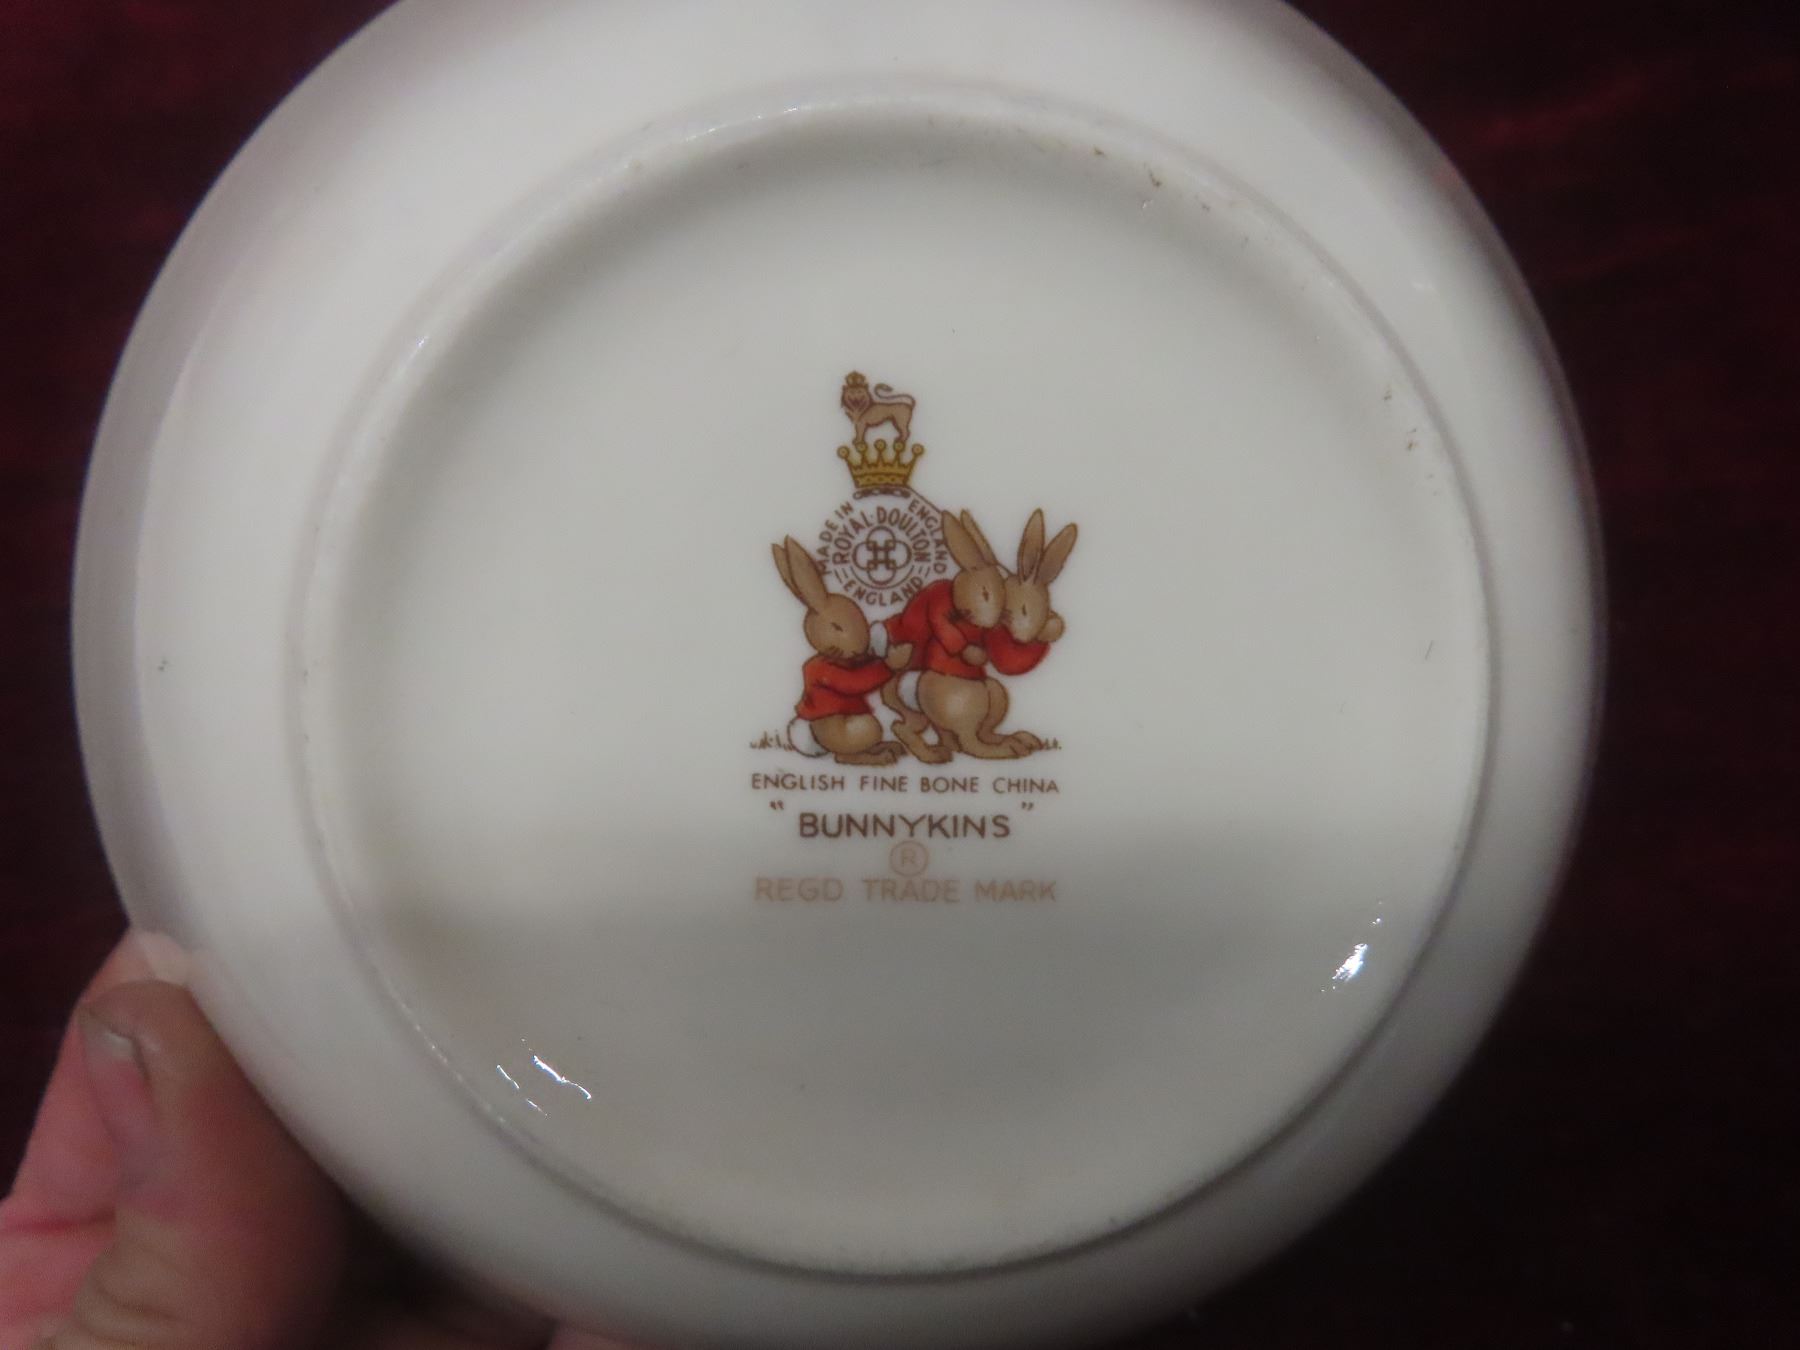 MADE IN ENGLAND
ROYAL·DOULTON
ENGLAND
ENGLISH FINE BONE CHINA
"BUNNYKINS"
®
REGD TRADE MARK